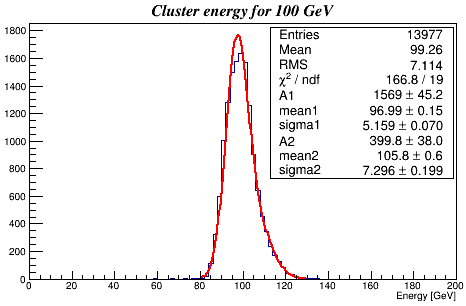 Cluster energy for 100 GeV
Entries 13977
Mean 99.26
RMS 7.114
χ² / ndf 166.8 / 19
A1 1569 ± 45.2
mean1 96.99 ± 0.15
sigma1 5.159 ± 0.070
A2 399.8 ± 38.0
mean2 105.8 ± 0.6
sigma2 7.296 ± 0.199
1800
1600
1400
1200
1000
800
600
400
200
0
0 20 40 60 80 100 120 140 160 180 200
Energy [GeV]